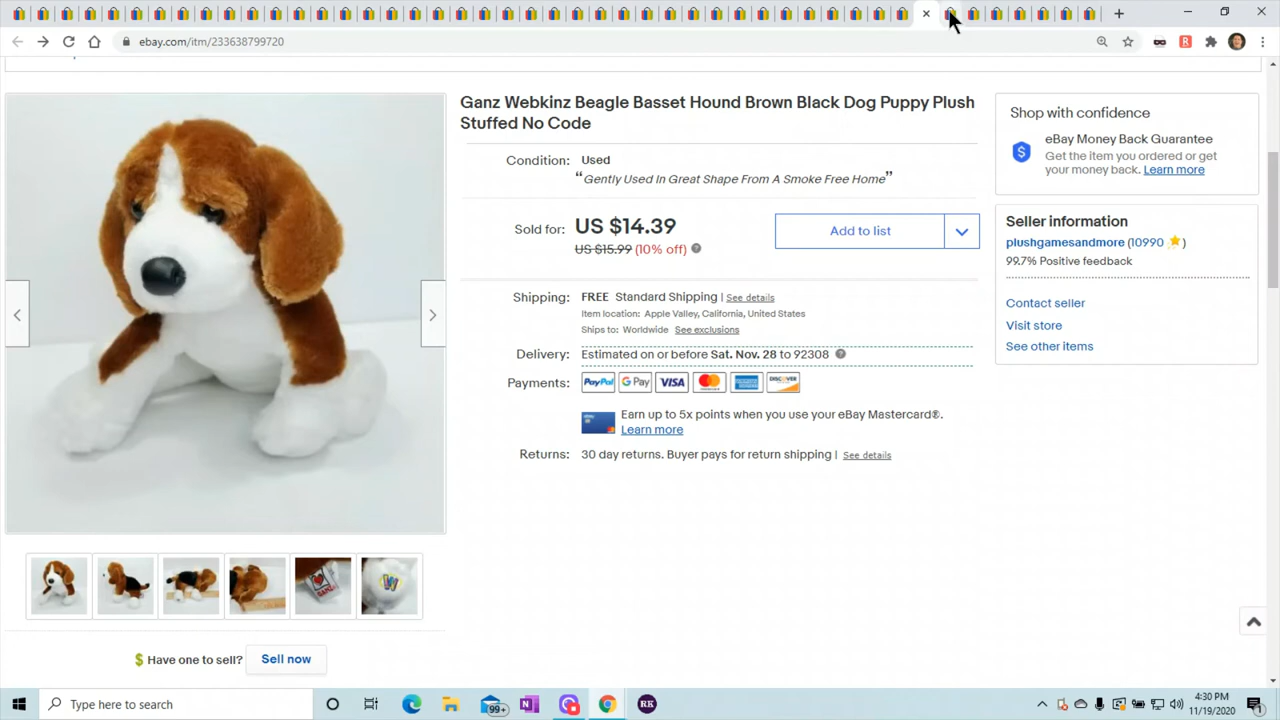 ebay.com/itm/233638799720
Ganz Webkinz Beagle Basset Hound Brown Black Dog Puppy Plush
Stuffed No Code
Condition: Used
“Gently Used In Great Shape From A Smoke Free Home”
Sold for: US $14.39
US $15.99 (10% off)
Add to list
Shipping: FREE Standard Shipping | See details
Item location: Apple Valley, California, United States
Ships to: Worldwide See exclusions
Delivery: Estimated on or before Sat. Nov. 28 to 92308
Payments: PayPal G Pay VISA DISCOVER
Earn up to 5x points when you use your eBay Mastercard®.
Learn more
Returns: 30 day returns. Buyer pays for return shipping | See details
Shop with confidence
eBay Money Back Guarantee
Get the item you ordered or get
your money back. Learn more
Seller information
plushgamesandmore (10990 )
99.7% Positive feedback
Contact seller
Visit store
See other items
$ Have one to sell? Sell now
Type here to search
99+
RK
4:30 PM
11/19/2020